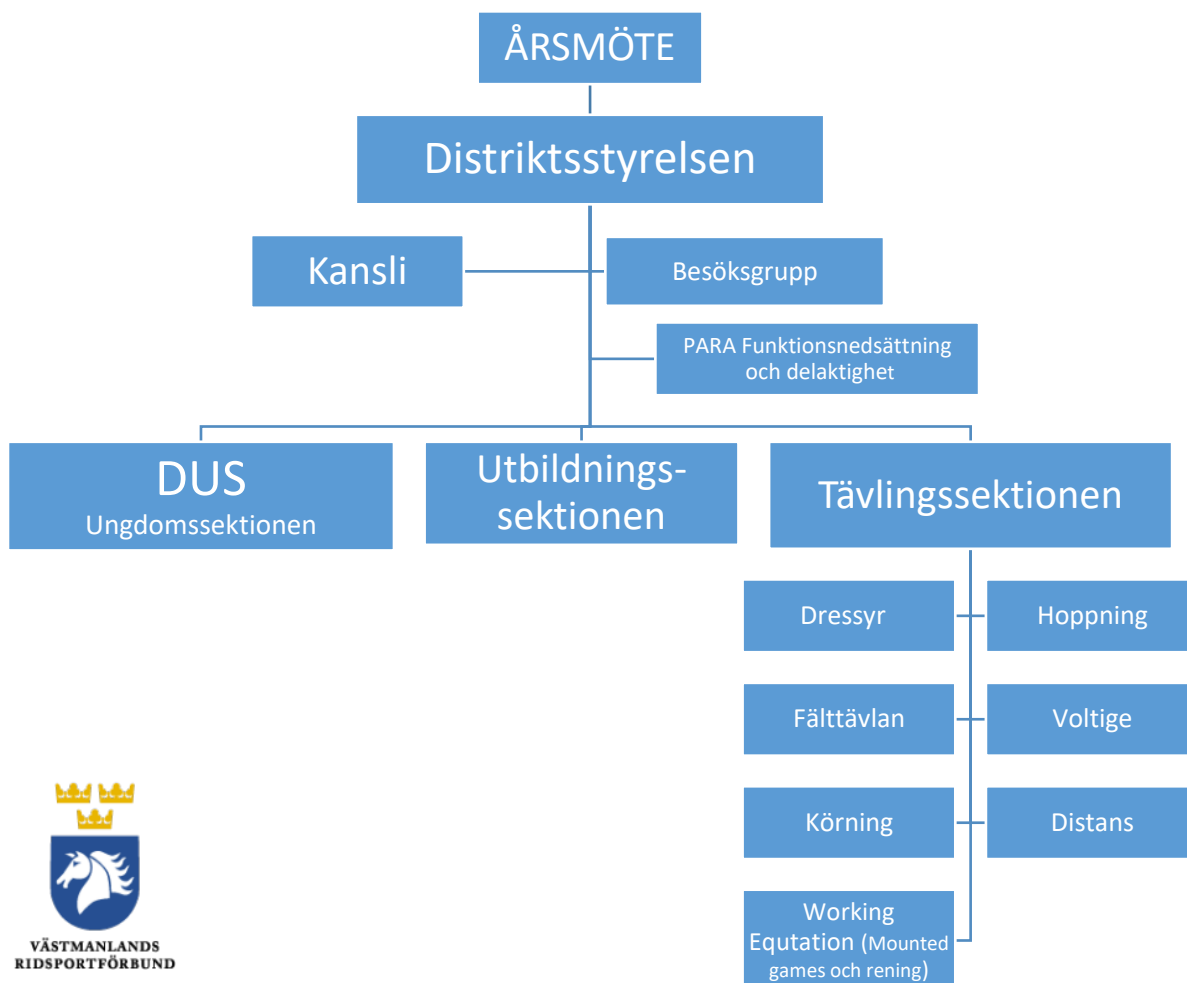 ÅRSMÖTE
Distriktsstyrelsen
Kansli
Besöksgrupp
PARA Funktionsnedsättning
och delaktighet
DUS
Ungdomssektionen
Utbildnings-
sektionen
Tävlingssektionen
Dressyr
Hoppning
Fälttävlan
Voltige
Körning
Distans
Working
Equtation (Mounted
games och rening)
VÄSTMANLANDS
RIDSPORTFÖRBUND